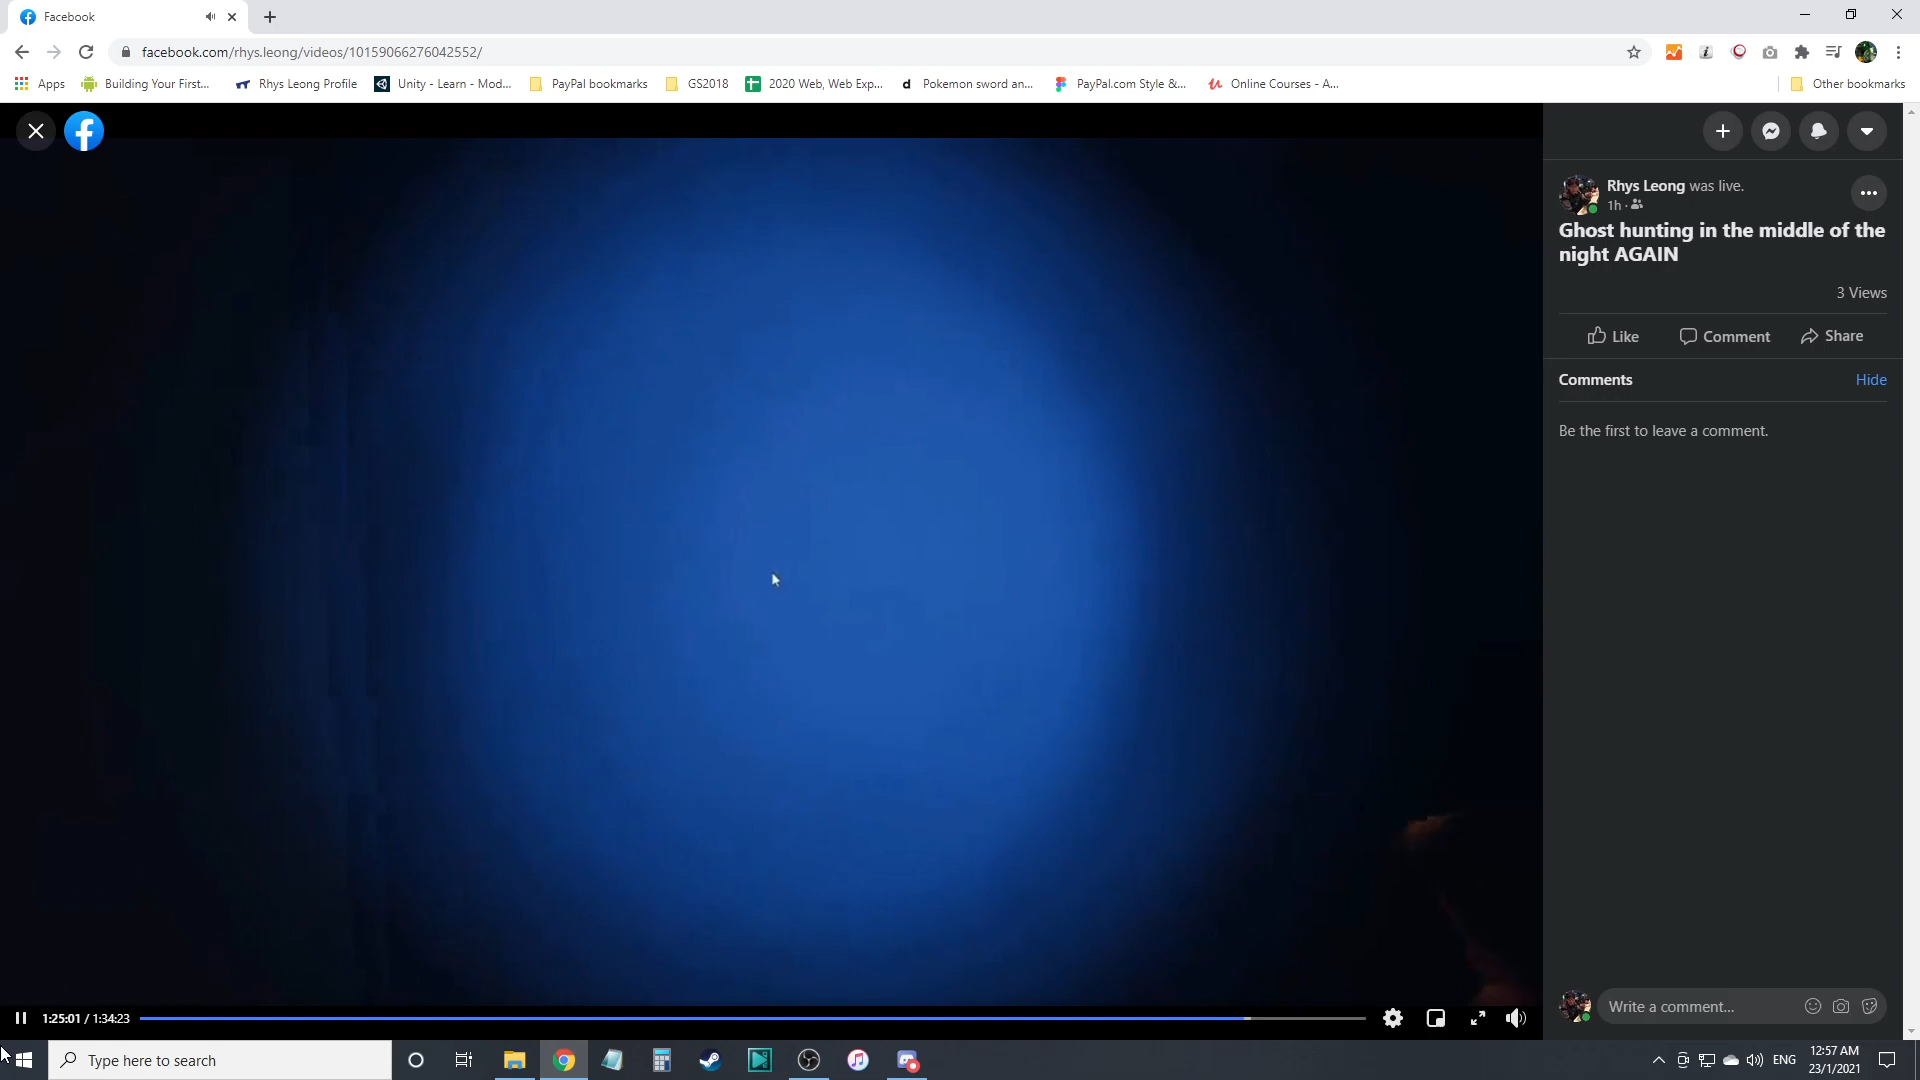 Facebook
facebook.com/rhys.leong/videos/10159066276042552/
Apps Building Your First... Rhys Leong Profile Unity - Learn - Mod... PayPal bookmarks GS2018 2020 Web, Web Exp... d Pokemon sword an... PayPal.com Style &... Online Courses - A... Other bookmarks
Rhys Leong was live.
1h ·
Ghost hunting in the middle of the
night AGAIN
3 Views
Like Comment Share
Comments Hide
Be the first to leave a comment.
Write a comment...
1:25:01 / 1:34:23
Type here to search
ENG
12:57 AM
23/1/2021